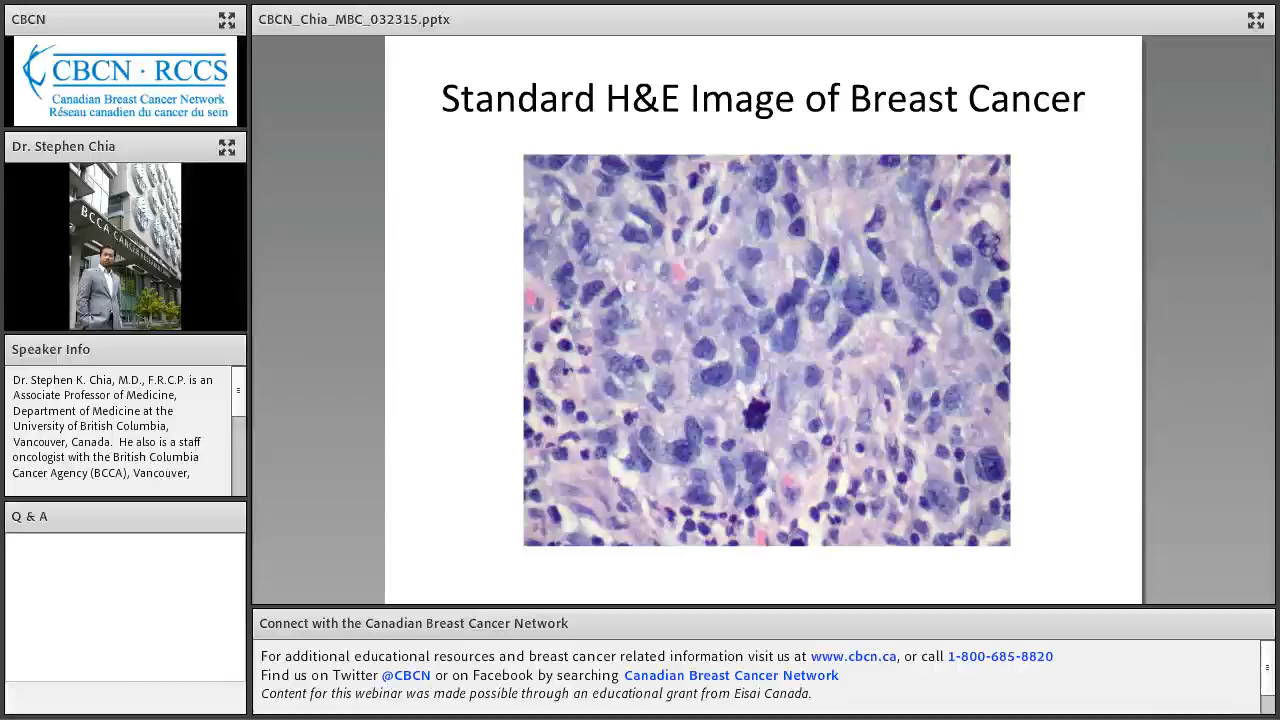 CBCN
CBCN · RCCS
Canadian Breast Cancer Network
Réseau canadien du cancer du sein
Dr. Stephen Chia
BCCA CANCER RESEARCH
Speaker Info
Dr. Stephen K. Chia, M.D., F.R.C.P. is an
Associate Professor of Medicine,
Department of Medicine at the
University of British Columbia,
Vancouver, Canada. He also is a staff
oncologist with the British Columbia
Cancer Agency (BCCA), Vancouver,
Q & A
CBCN_Chia_MBC_032315.pptx
Standard H&E Image of Breast Cancer
Connect with the Canadian Breast Cancer Network
For additional educational resources and breast cancer related information visit us at www.cbcn.ca, or call 1-800-685-8820
Find us on Twitter @CBCN or on Facebook by searching Canadian Breast Cancer Network
Content for this webinar was made possible through an educational grant from Eisai Canada.